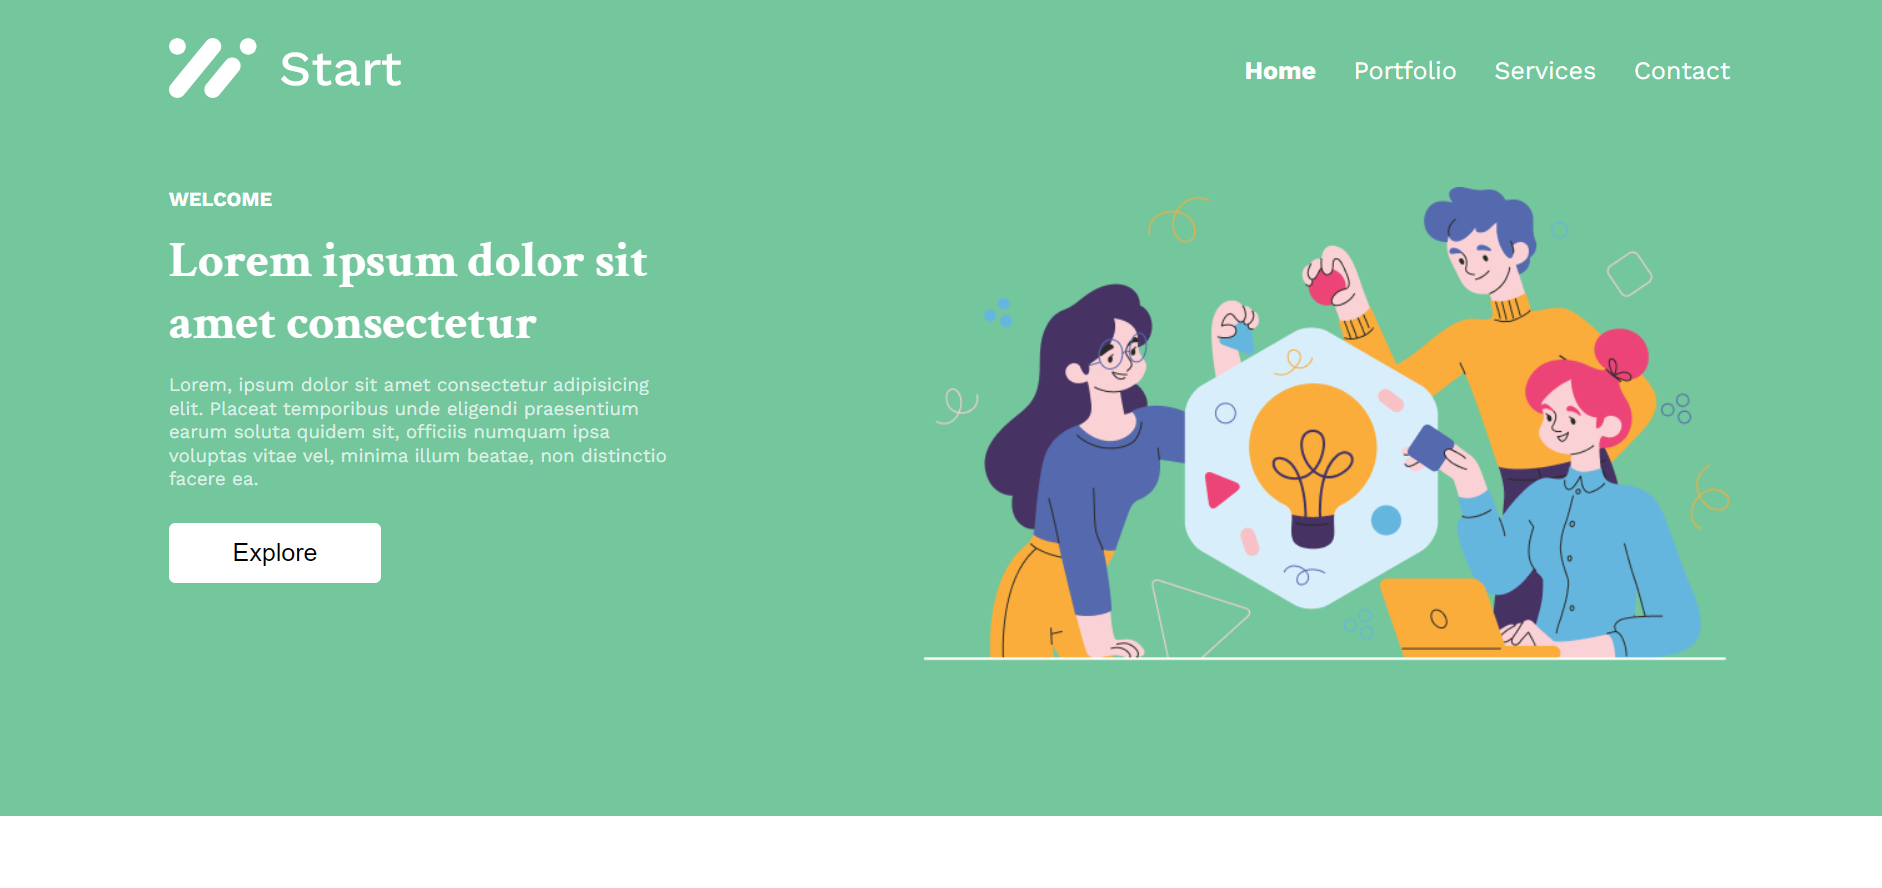 Start
Home Portfolio Services Contact
WELCOME
Lorem ipsum dolor sit
amet consectetur
Lorem, ipsum dolor sit amet consectetur adipisicing
elit. Placeat temporibus unde eligendi praesentium
earum soluta quidem sit, officiis numquam ipsa
voluptas vitae vel, minima illum beatae, non distinctio
facere ea.
Explore